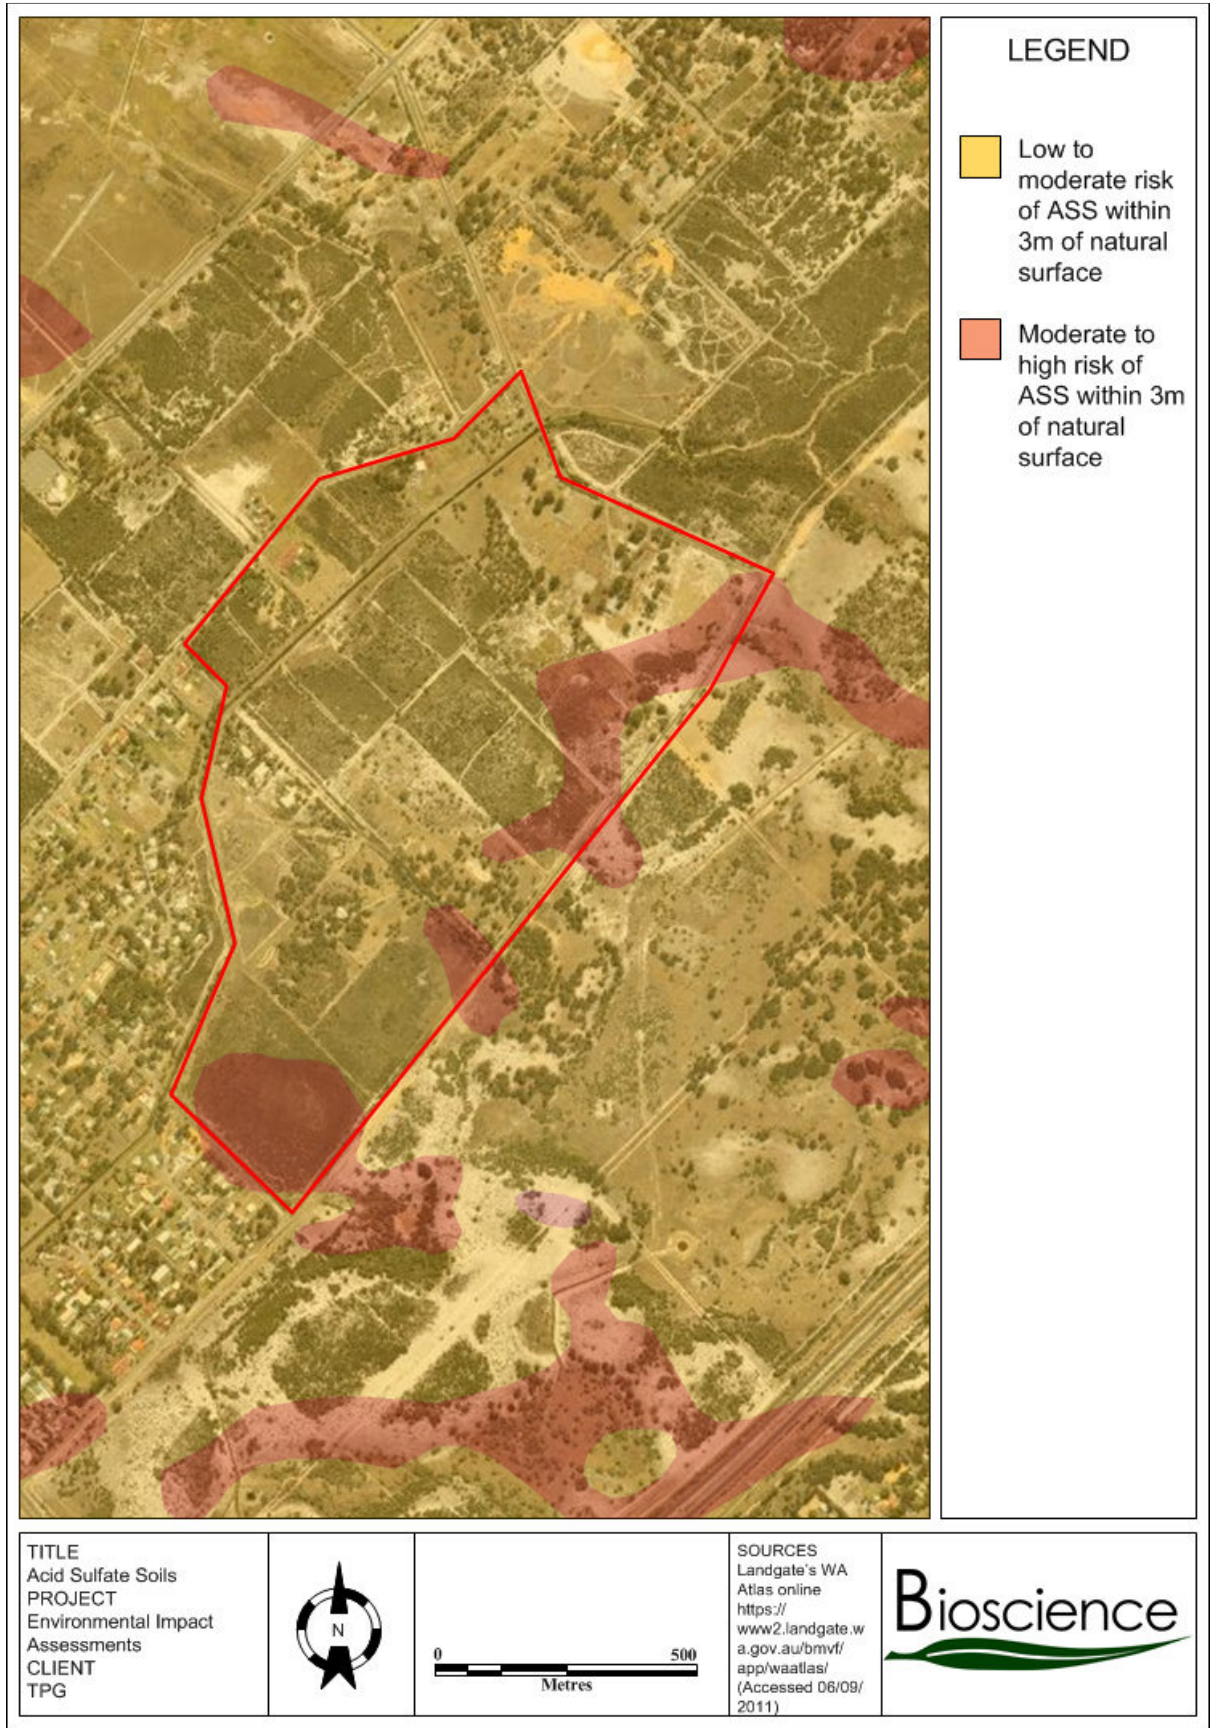 LEGEND
Low to
moderate risk
of ASS within
3m of natural
surface
Moderate to
high risk of
ASS within 3m
of natural
surface
TITLE
Acid Sulfate Soils
PROJECT
Environmental Impact
Assessments
CLIENT
TPG
N
0 500
Metres
SOURCES
Landgate's WA
Atlas online
https://
www2.landgate.w
a.gov.au/bmvf/
app/waatlas/
(Accessed 06/09/
2011)
Bioscience